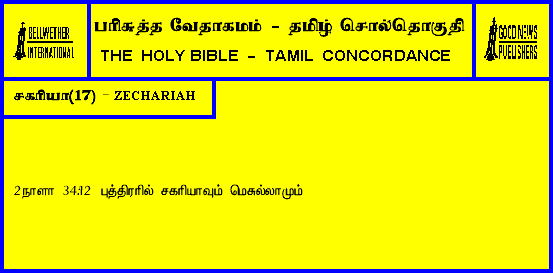 BELLWETHER
INTERNATIONAL
பரிசுத்த வேதாகமம் - தமிழ் சொல்தொகுதி
THE HOLY BIBLE - TAMIL CONCORDANCE
GOOD NEWS
PUBLISHERS
சகரியா(17) - ZECHARIAH
2நாளா 34:12 புத்திரரில் சகரியாவும் மெசுல்லாமும்